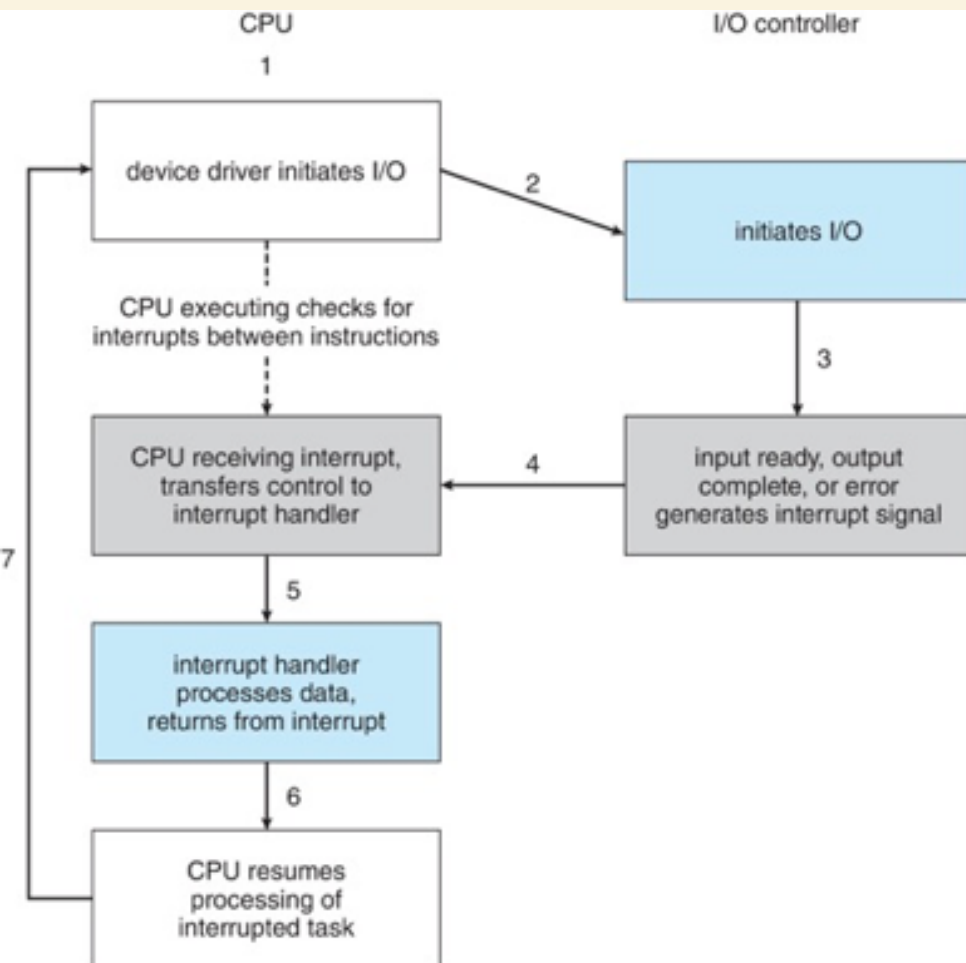 CPU
I/O controller
1
device driver initiates I/O
2
initiates I/O
CPU executing checks for
interrupts between instructions
3
CPU receiving interrupt,
transfers control to
interrupt handler
4
input ready, output
complete, or error
generates interrupt signal
7
5
interrupt handler
processes data,
returns from interrupt
6
CPU resumes
processing of
interrupted task